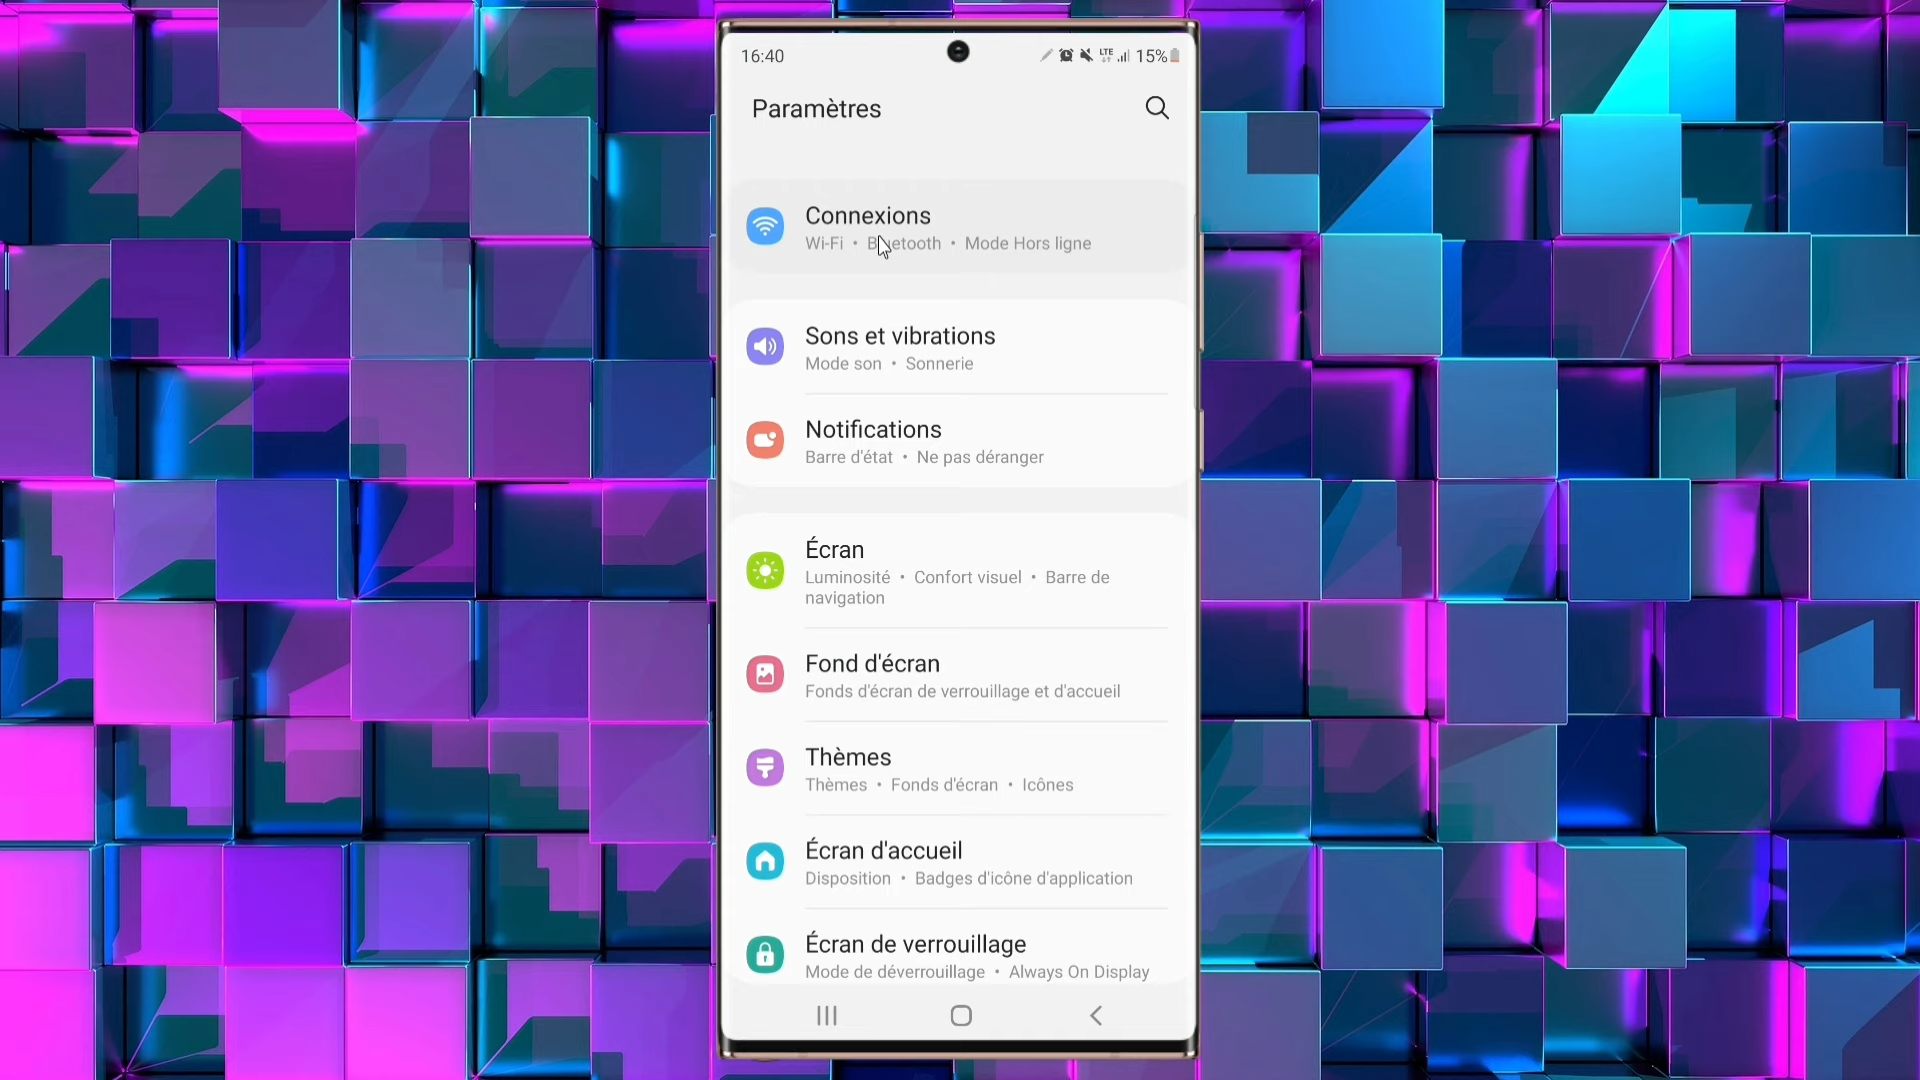 16:40
LTE 15%
Paramètres
Connexions
Wi-Fi • Bluetooth • Mode Hors ligne
Sons et vibrations
Mode son • Sonnerie
Notifications
Barre d'état • Ne pas déranger
Écran
Luminosité • Confort visuel • Barre de
navigation
Fond d'écran
Fonds d'écran de verrouillage et d'accueil
Thèmes
Thèmes • Fonds d'écran • Icônes
Écran d'accueil
Disposition • Badges d'icône d'application
Écran de verrouillage
Mode de déverrouillage • Always On Display